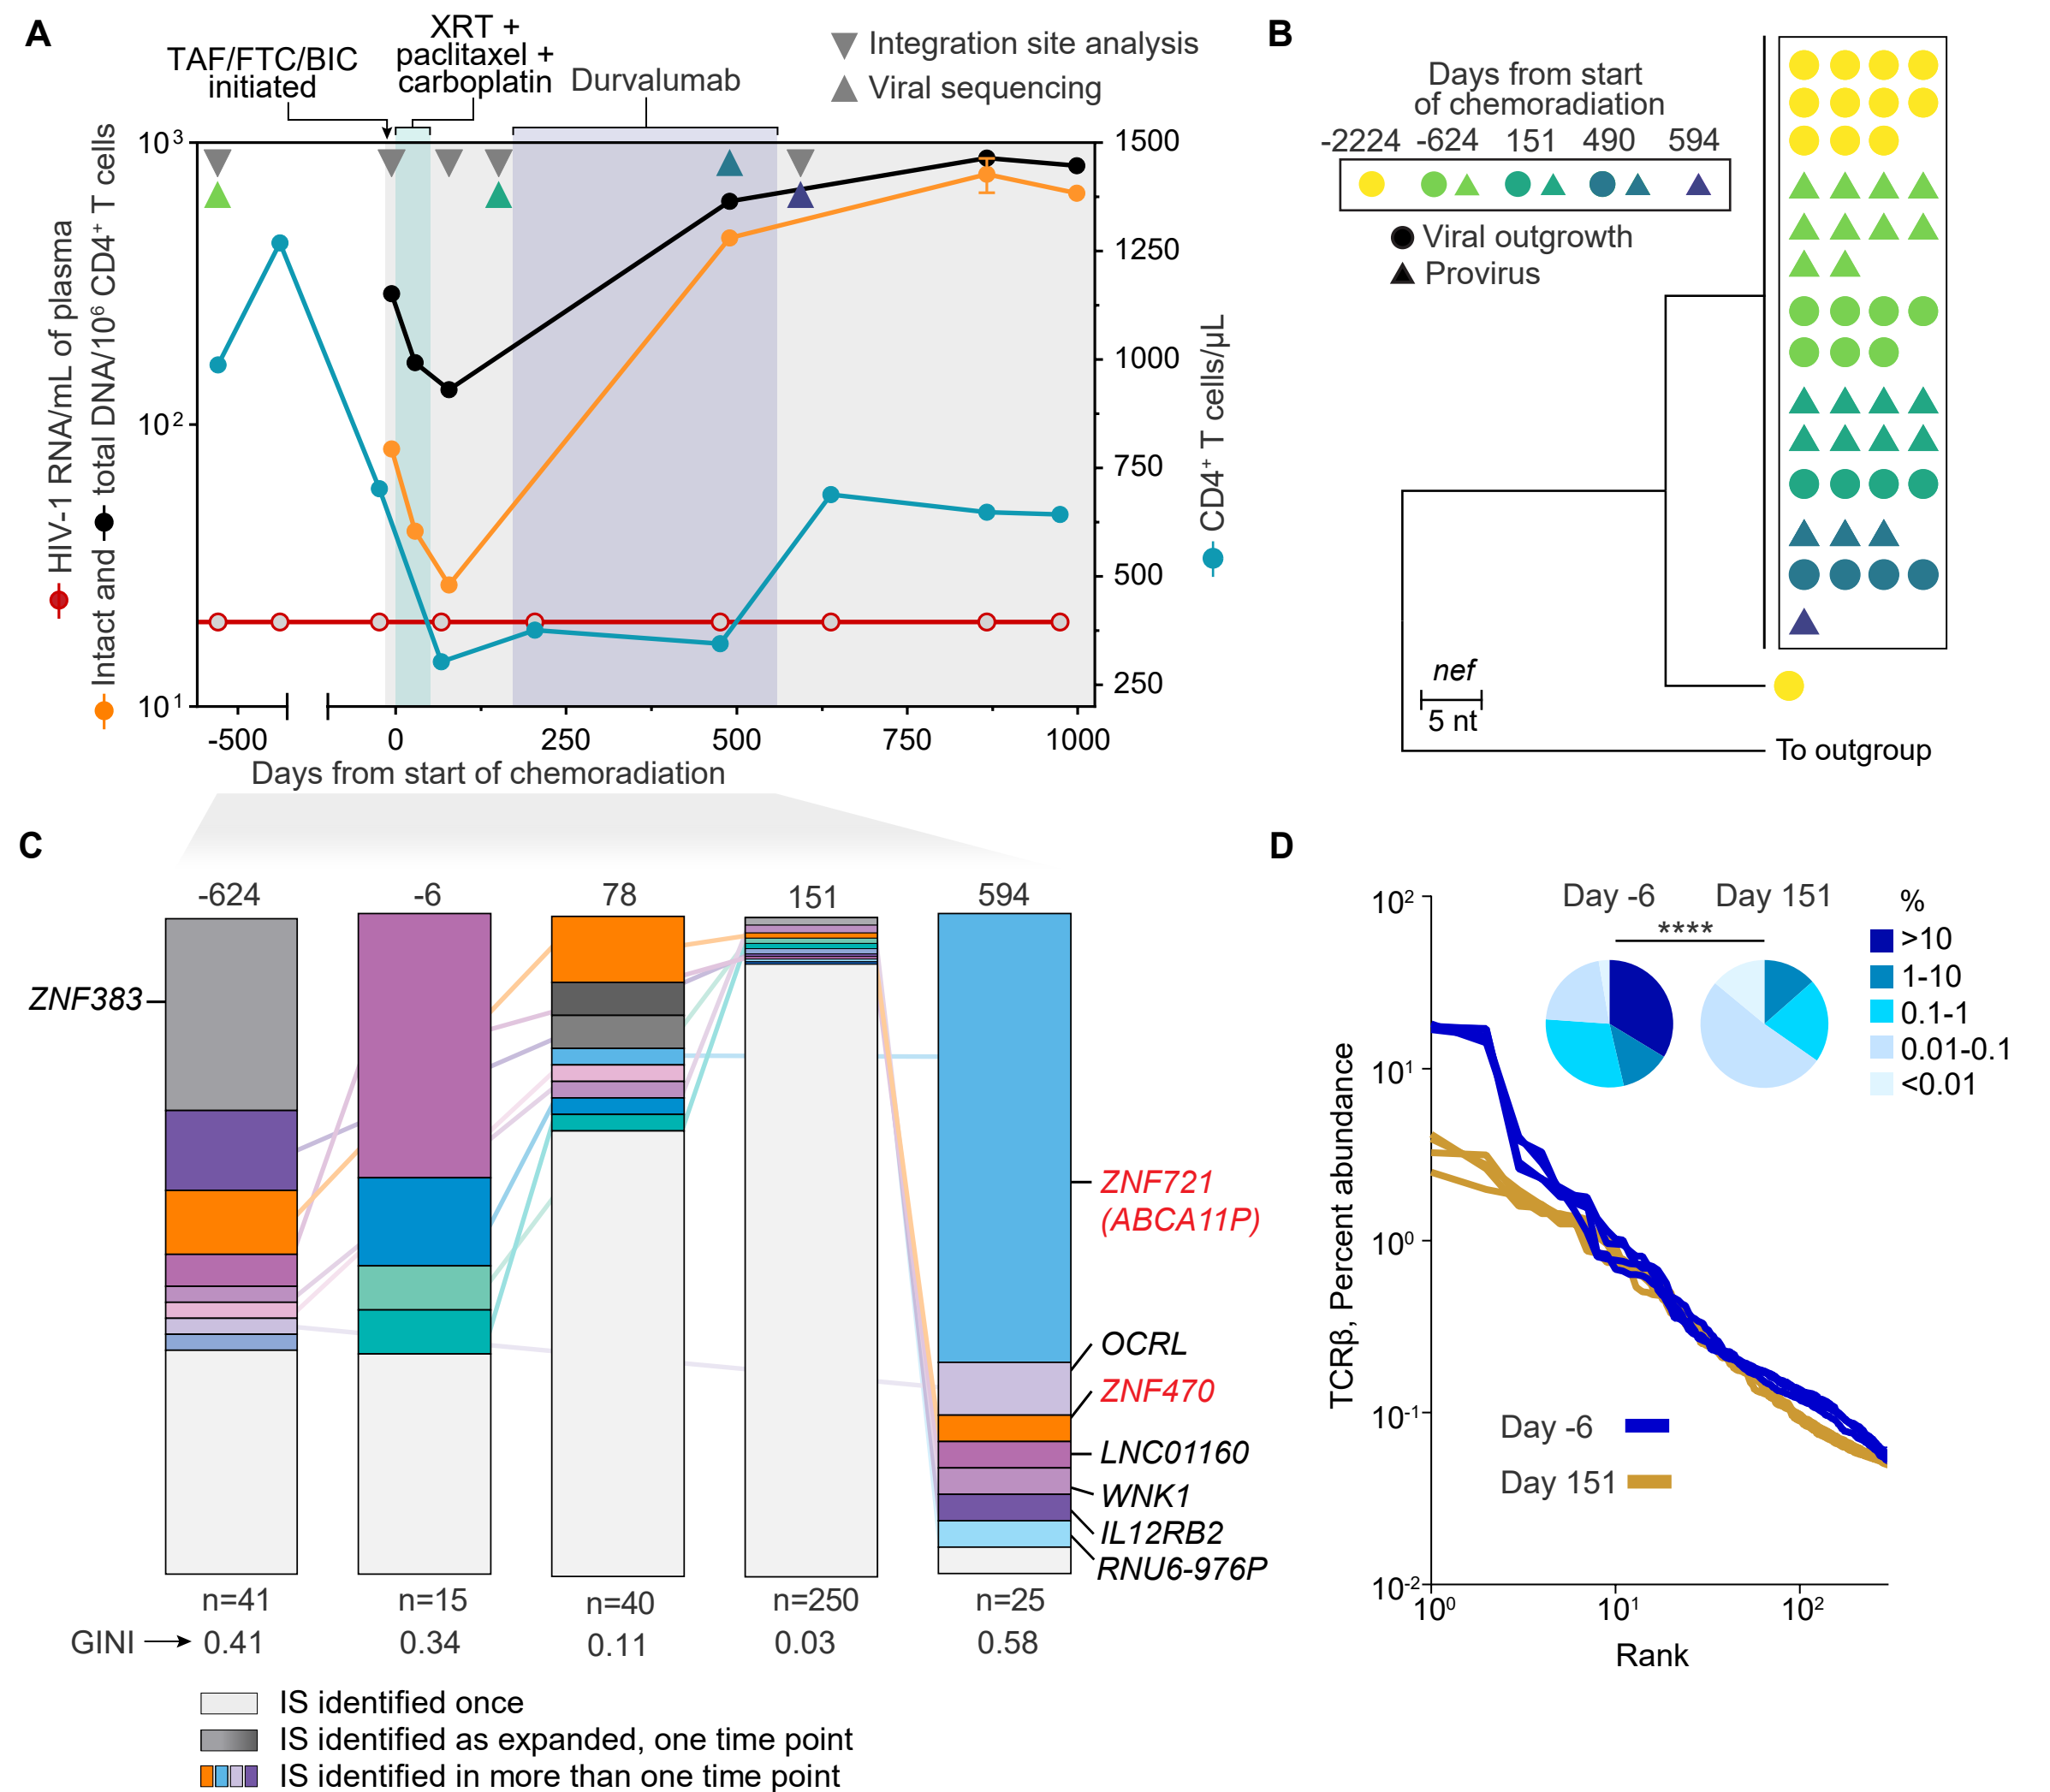 A
TAF/FTC/BIC
initiated
XRT +
paclitaxel +
carboplatin
Durvalumab
Integration site analysis
Viral sequencing
HIV-1 RNA/mL of plasma
Intact and total DNA/10⁶ CD4⁺ T cells
10³
10²
10¹
1500
1250
1000
750
500
250
CD4⁺ T cells/µL
-500 0 250 500 750 1000
Days from start of chemoradiation
B
Days from start
of chemoradiation
-2224 -624 151 490 594
Viral outgrowth
Provirus
nef
5 nt
To outgroup
C
-624 -6 78 151 594
ZNF383
ZNF721
(ABCA11P)
OCRL
ZNF470
LNC01160
WNK1
IL12RB2
RNU6-976P
n=41 n=15 n=40 n=250 n=25
GINI 0.41 0.34 0.11 0.03 0.58
IS identified once
IS identified as expanded, one time point
IS identified in more than one time point
D
Day -6 Day 151
****
%
>10
1-10
0.1-1
0.01-0.1
<0.01
TCRβ, Percent abundance
10²
10¹
10⁰
10⁻¹
10⁻²
Day -6
Day 151
10⁰ 10¹ 10²
Rank